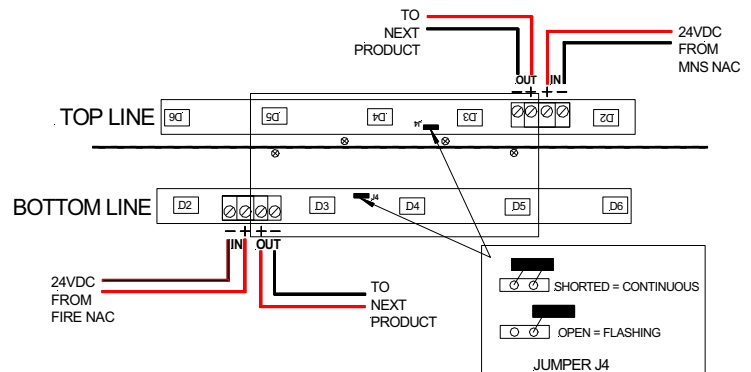 TO
NEXT
PRODUCT
24VDC
FROM
MNS NAC
OUT IN
− + + −
TOP LINE
D6 D5 D4 J4 D3 D2
BOTTOM LINE
D2 D3 J4 D4 D5 D6
− + + −
IN OUT
24VDC
FROM
FIRE NAC
TO
NEXT
PRODUCT
SHORTED = CONTINUOUS
OPEN = FLASHING
JUMPER J4